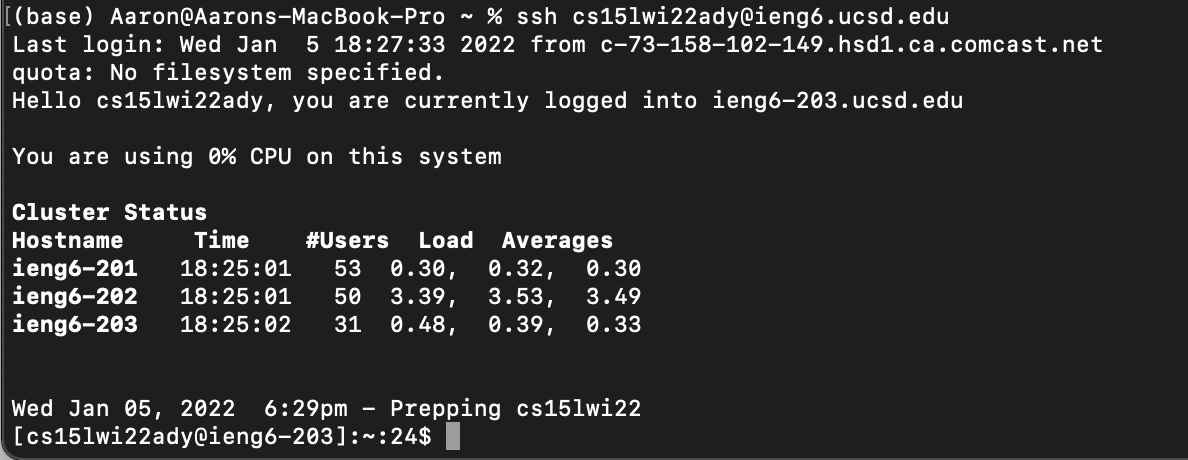 [(base) Aaron@Aarons-MacBook-Pro ~ % ssh cs15lwi22ady@ieng6.ucsd.edu
Last login: Wed Jan  5 18:27:33 2022 from c-73-158-102-149.hsd1.ca.comcast.net
quota: No filesystem specified.
Hello cs15lwi22ady, you are currently logged into ieng6-203.ucsd.edu
You are using 0% CPU on this system
Cluster Status
Hostname     Time    #Users  Load  Averages
ieng6-201   18:25:01   53  0.30,  0.32,  0.30
ieng6-202   18:25:01   50  3.39,  3.53,  3.49
ieng6-203   18:25:02   31  0.48,  0.39,  0.33
Wed Jan 05, 2022  6:29pm - Prepping cs15lwi22
[cs15lwi22ady@ieng6-203]:~:24$